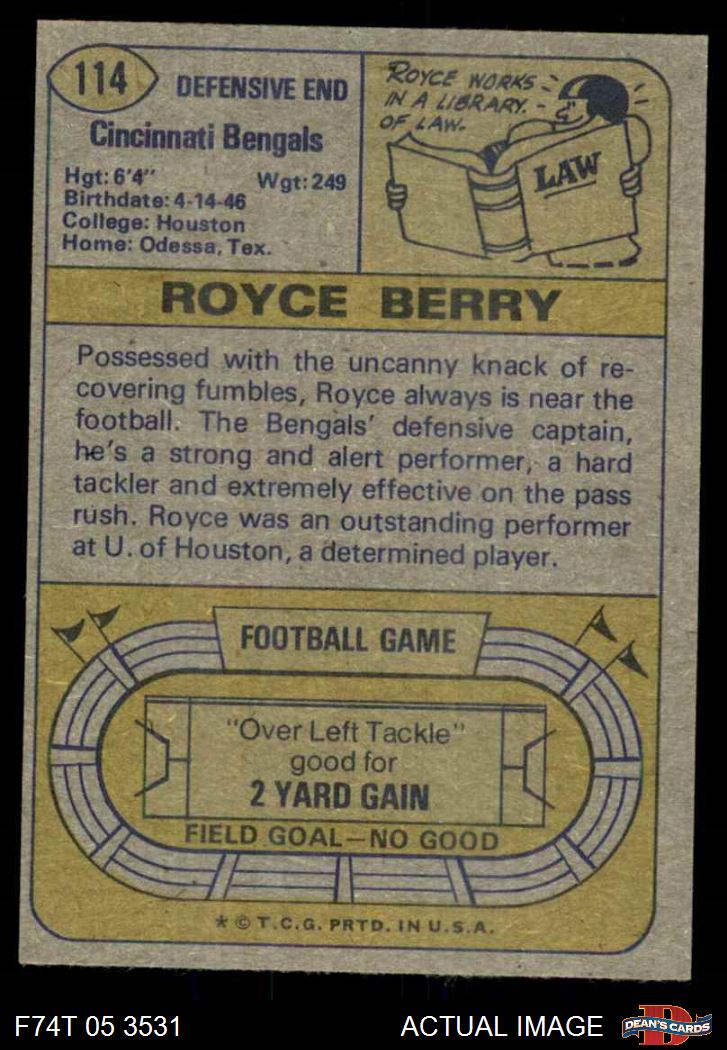 114
DEFENSIVE END
Cincinnati Bengals
Hgt: 6'4" Wgt: 249
Birthdate: 4-14-46
College: Houston
Home: Odessa, Tex.
ROYCE WORKS
IN A LIBRARY.
OF LAW.
LAW
ROYCE BERRY
Possessed with the uncanny knack of re-
covering fumbles, Royce always is near the
football. The Bengals' defensive captain,
he's a strong and alert performer, a hard
tackler and extremely effective on the pass
rush. Royce was an outstanding performer
at U. of Houston, a determined player.
FOOTBALL GAME
"Over Left Tackle"
good for
2 YARD GAIN
FIELD GOAL—NO GOOD
* © T.C.G. PRTD. IN U.S.A.
F74T 05 3531 ACTUAL IMAGE
D
DEAN'S CARDS